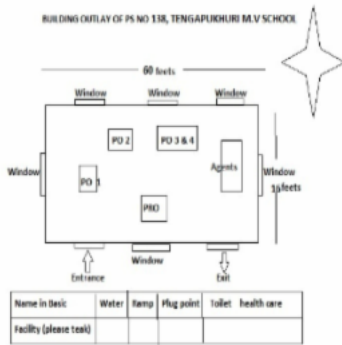 BUILDING OUTLAY OF PS NO 138, TENGAPUKHURI M.V SCHOOL
60 feets
Window Window Window
PO 2 PO 3 & 4
Window Agents Window
PO 1 16 feets
PRO
Window
Entrance Exit
Name in Basic Water Ramp Plug point Toilet health care
Facility (please teak)